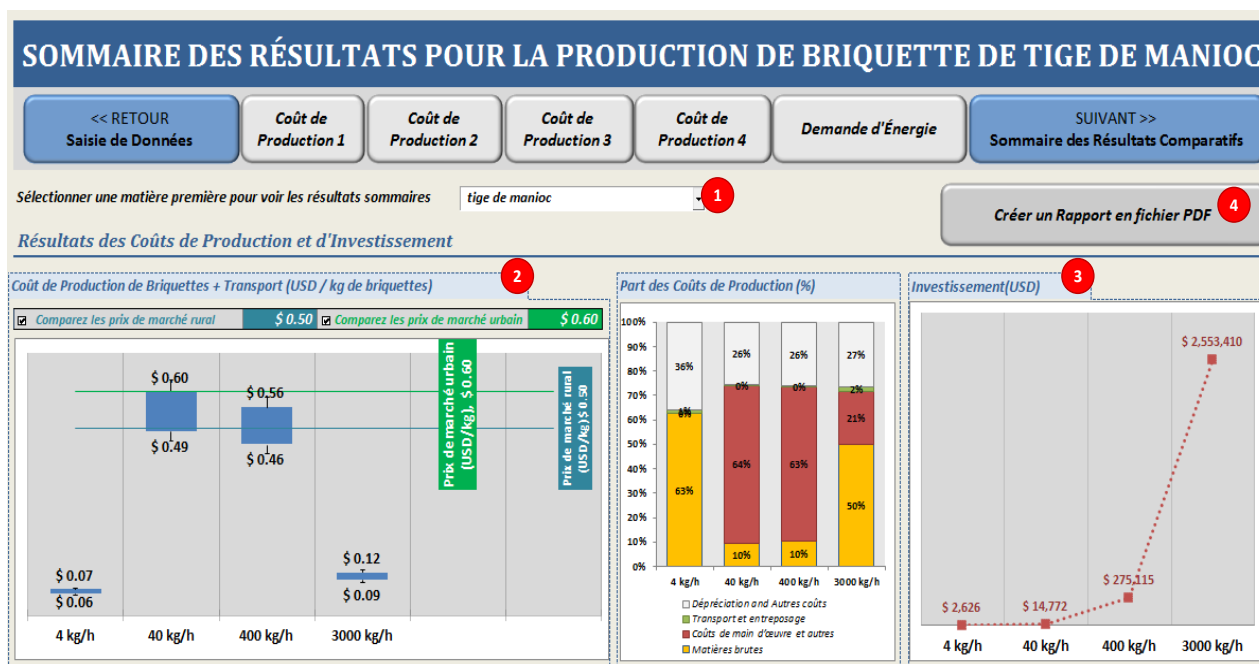 SOMMAIRE DES RÉSULTATS POUR LA PRODUCTION DE BRIQUETTE DE TIGE DE MANIOC
<< RETOUR
Saisie de Données
Coût de
Production 1
Coût de
Production 2
Coût de
Production 3
Coût de
Production 4
Demande d'Énergie
SUIVANT >>
Sommaire des Résultats Comparatifs
Sélectionner une matière première pour voir les résultats sommaires
tige de manioc
1
Créer un Rapport en fichier PDF
4
Résultats des Coûts de Production et d'Investissement
Coût de Production de Briquettes + Transport (USD / kg de briquettes)
2
Comparez les prix de marché rural
$ 0.50
Comparez les prix de marché urbain
$ 0.60
$ 0.60
$ 0.56
$ 0.49
$ 0.46
$ 0.12
$ 0.07
$ 0.09
$ 0.06
Prix de marché urbain
(USD/kg), $ 0.60
Prix de marché rural
(USD/kg) $ 0.50
4 kg/h
40 kg/h
400 kg/h
3000 kg/h
Part des Coûts de Production (%)
100%
90%
80%
70%
60%
50%
40%
30%
20%
10%
0%
36%
26%
26%
27%
1%
0%
0%
2%
64%
63%
21%
63%
10%
10%
50%
4 kg/h
40 kg/h
400 kg/h
3000 kg/h
Dépréciation and Autres coûts
Transport et entreposage
Coûts de main d'œuvre et autres
Matières brutes
Investissement(USD)
3
$ 2,553,410
$ 275,115
$ 14,772
$ 2,626
4 kg/h
40 kg/h
400 kg/h
3000 kg/h